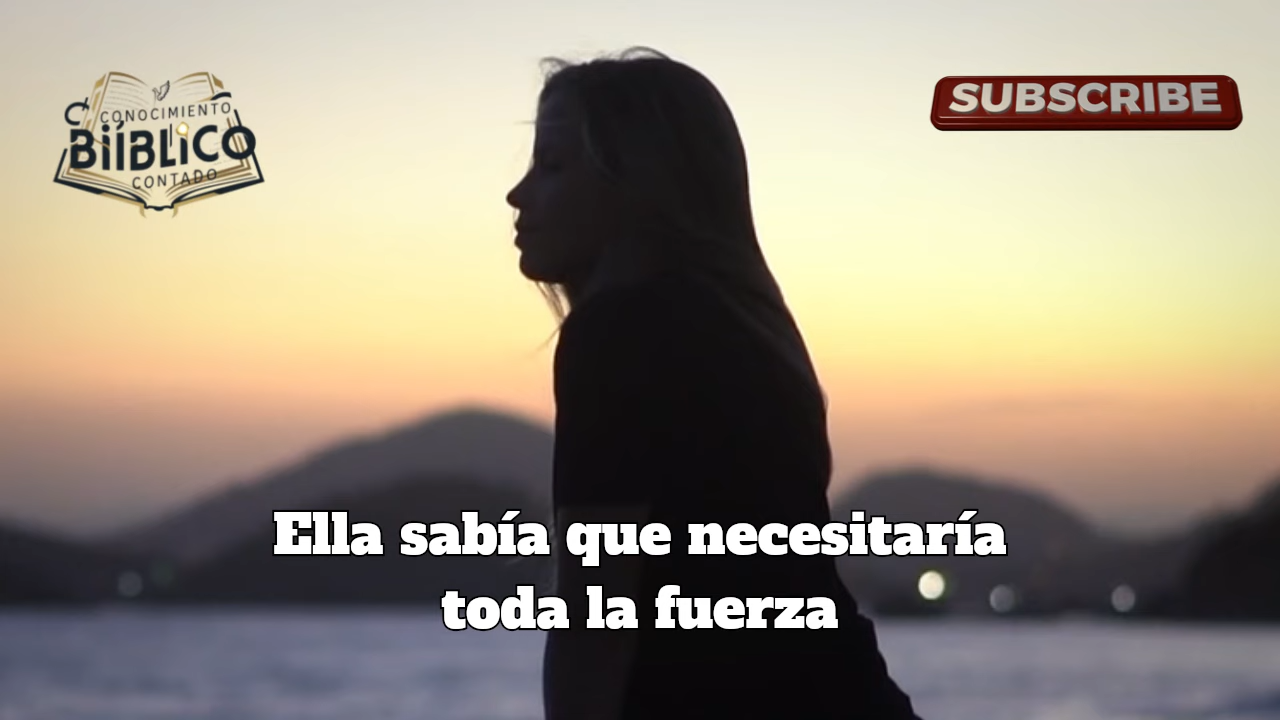 CONOCIMIENTO
BIÍBLICO
CONTADO
SUBSCRIBE
Ella sabía que necesitaría
toda la fuerza